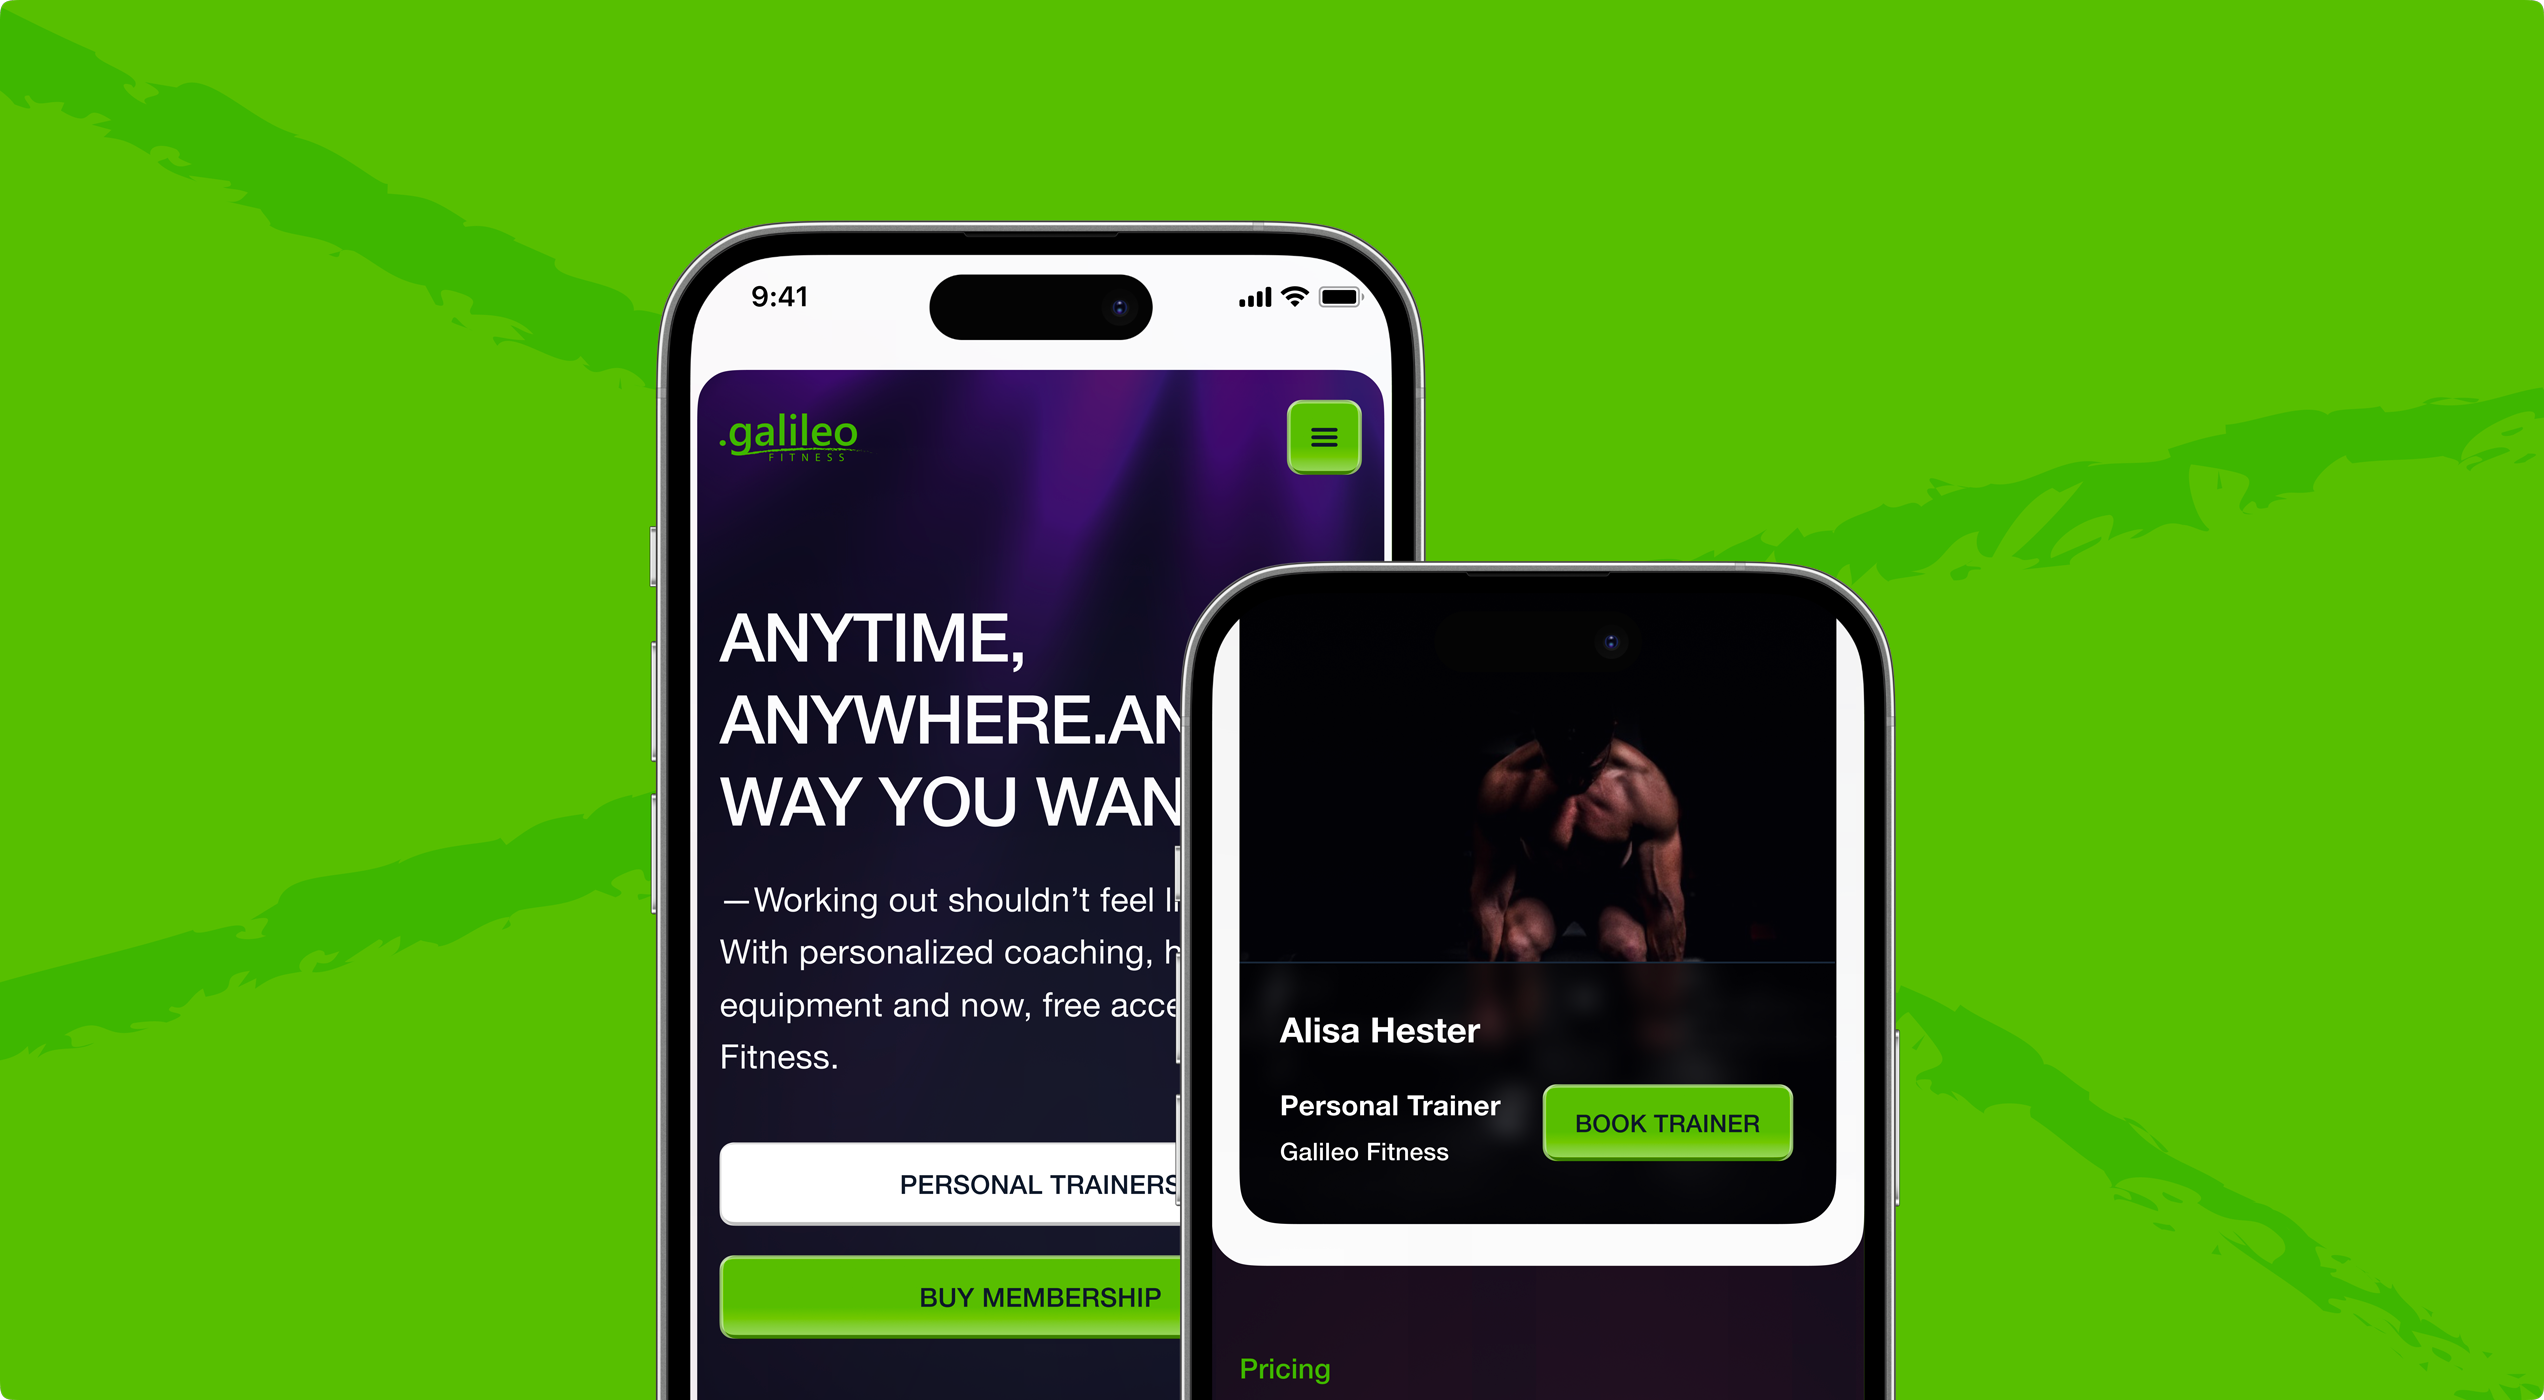 9:41
.galileo
FITNESS
ANYTIME,
ANYWHERE.AN
WAY YOU WAN
—Working out shouldn’t feel
With personalized coaching,
equipment and now, free acce
Fitness.
PERSONAL TRAINERS
BUY MEMBERSHIP
Alisa Hester
Personal Trainer
Galileo Fitness
BOOK TRAINER
Pricing